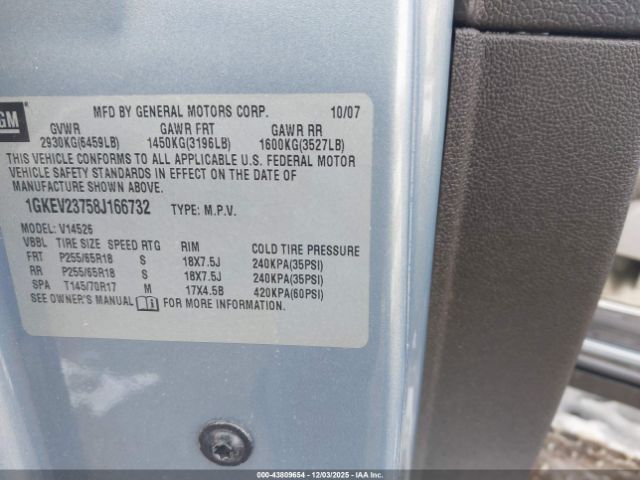 GM
MFD BY GENERAL MOTORS CORP. 10/07
GVWR GAWR FRT GAWR RR
2930KG(6459LB) 1450KG(3196LB) 1600KG(3527LB)
THIS VEHICLE CONFORMS TO ALL APPLICABLE U.S. FEDERAL MOTOR
VEHICLE SAFETY STANDARDS IN EFFECT ON THE DATE OF
MANUFACTURE SHOWN ABOVE.
1GKEV23758J166732 TYPE: M.P.V.
MODEL: V14526
VBBL TIRE SIZE SPEED RTG RIM COLD TIRE PRESSURE
FRT P255/65R18 S 18X7.5J 240KPA(35PSI)
RR P255/65R18 S 18X7.5J 240KPA(35PSI)
SPA T145/70R17 M 17X4.5B 420KPA(60PSI)
SEE OWNER'S MANUAL FOR MORE INFORMATION.
00-43809654 | 12/03/2025 - IAA Inc.